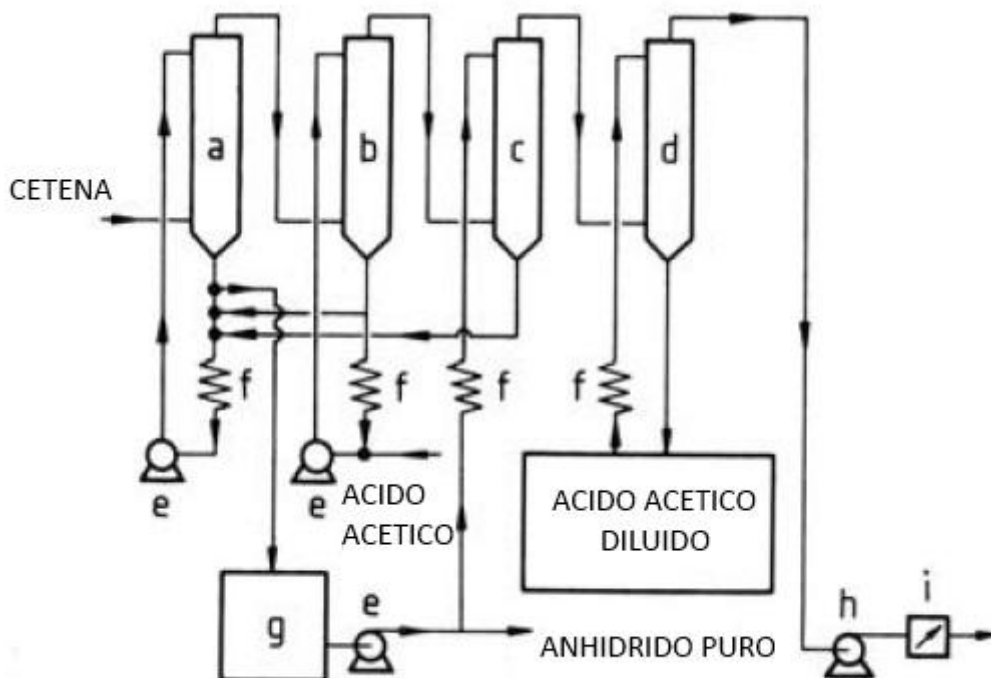 a
b
c
d
CETENA
f
f
f
f
e
e
ACIDO
ACETICO
ACIDO ACETICO
DILUIDO
g
e
ANHIDRIDO PURO
h
i